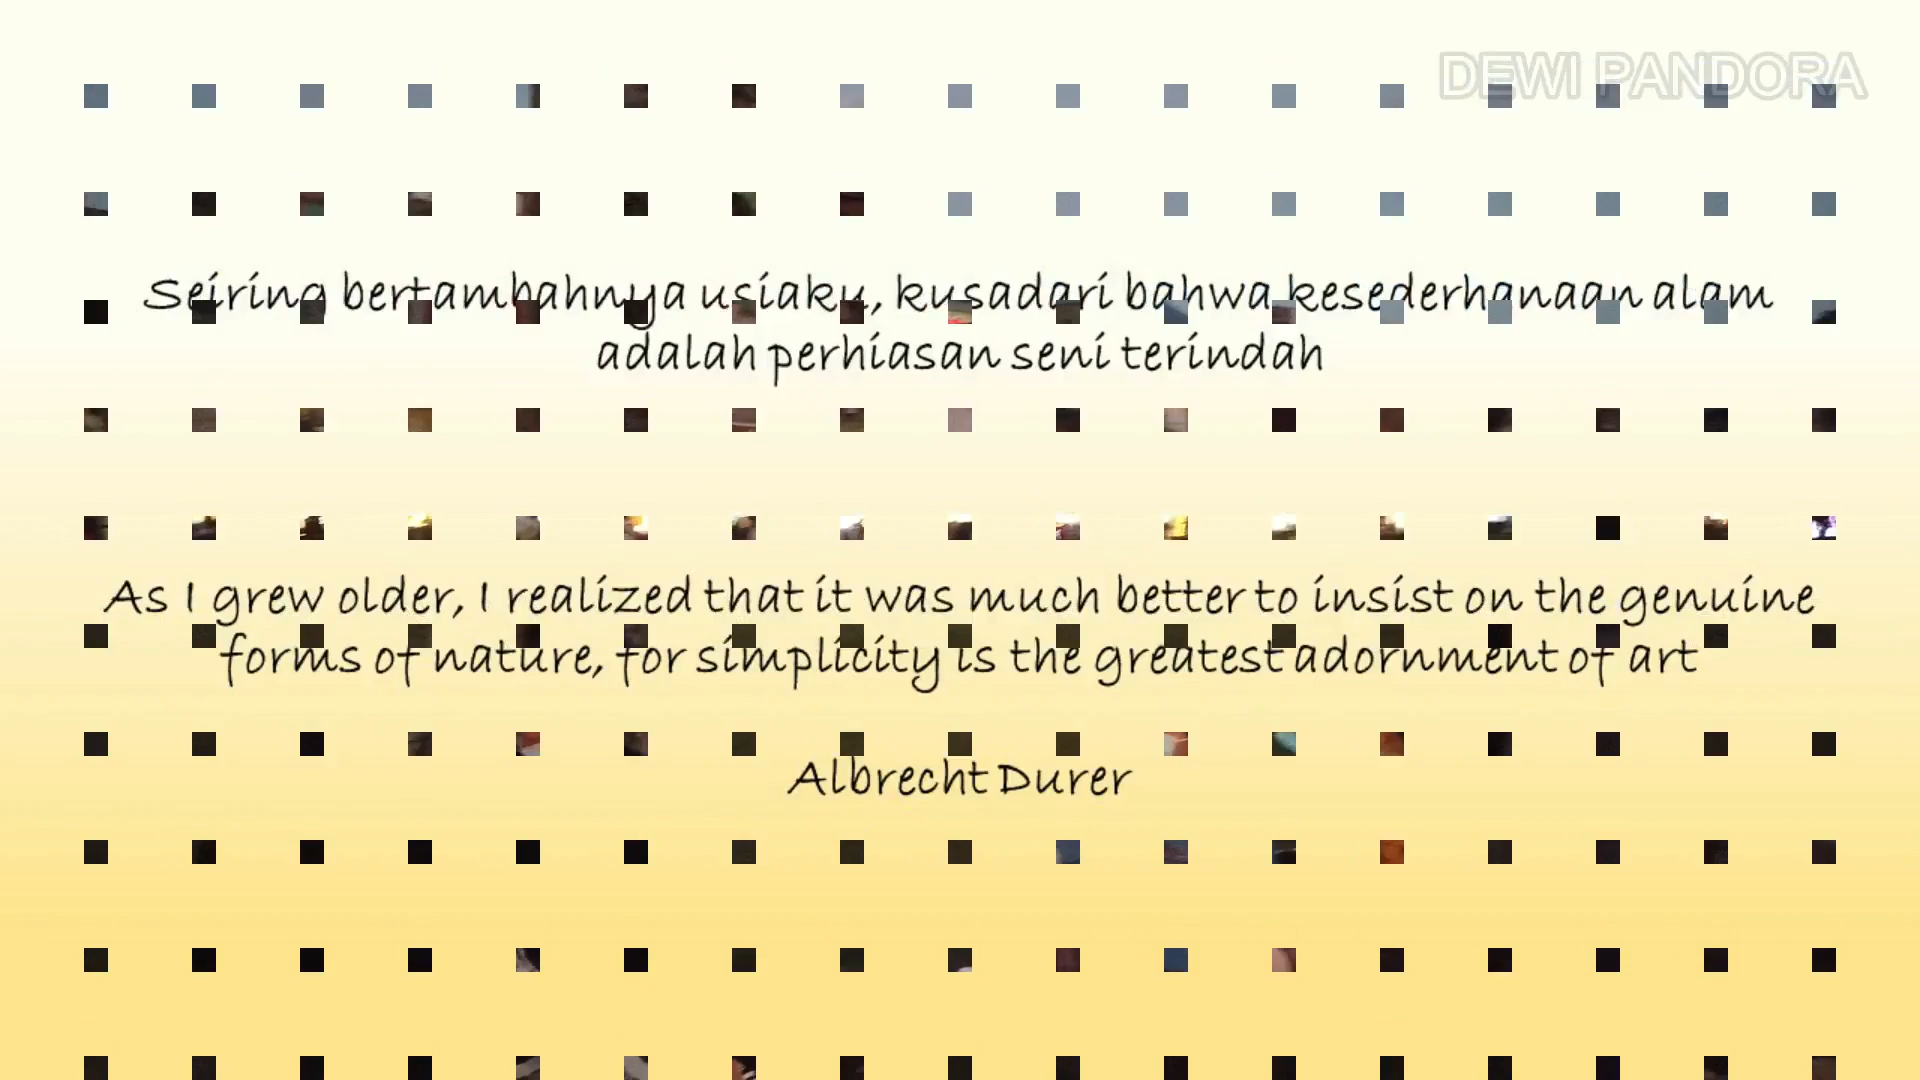 DEWI PANDORA
Seiring bertambahnya usiaku, kusadari bahwa kesederhanaan alam
adalah perhiasan seni terindah
As I grew older, I realized that it was much better to insist on the genuine
forms of nature, for simplicity is the greatest adornment of art
Albrecht Durer